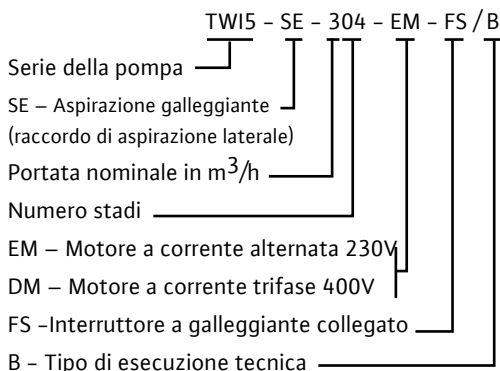 TWI5 - SE - 304 - EM - FS / B
Serie della pompa
SE – Aspirazione galleggiante
(raccordo di aspirazione laterale)
Portata nominale in m³/h
Numero stadi
EM – Motore a corrente alternata 230V
DM – Motore a corrente trifase 400V
FS –Interruttore a galleggiante collegato
B – Tipo di esecuzione tecnica